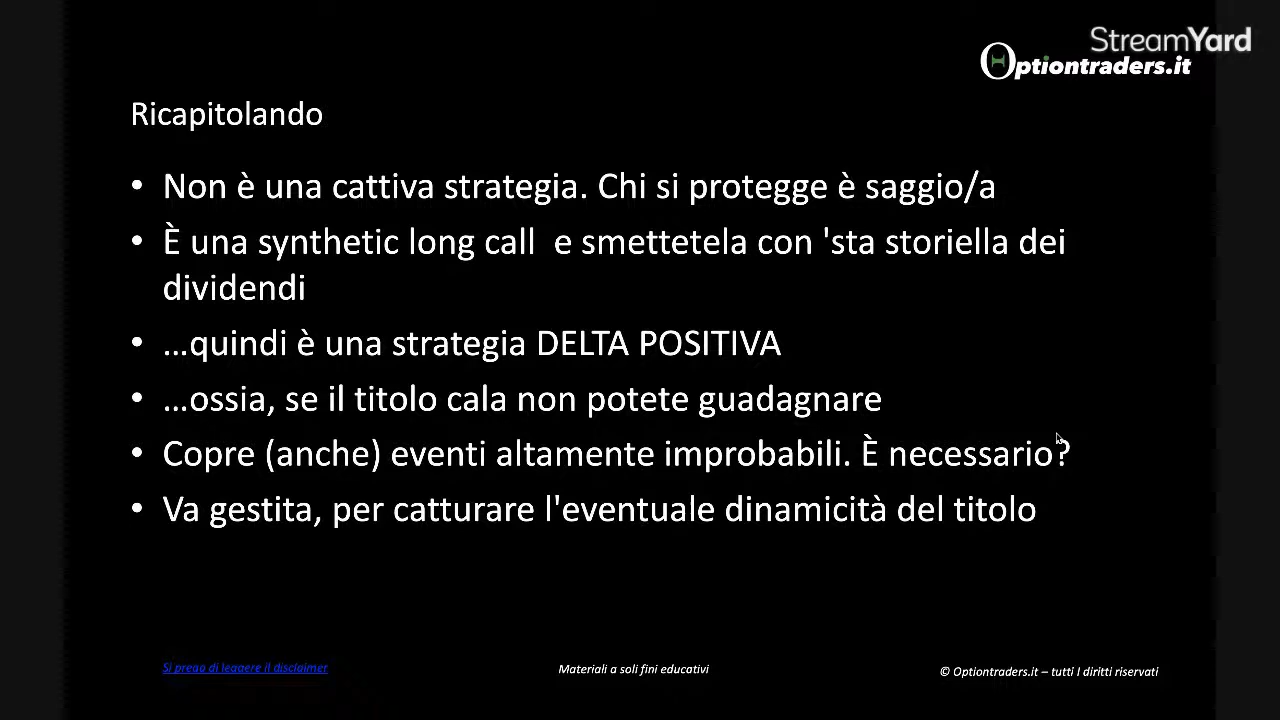 StreamYard
Optiontraders.it
Ricapitolando
• Non è una cattiva strategia. Chi si protegge è saggio/a
• È una synthetic long call e smettetela con 'sta storiella dei
dividendi
• …quindi è una strategia DELTA POSITIVA
• …ossia, se il titolo cala non potete guadagnare
• Copre (anche) eventi altamente improbabili. È necessario?
• Va gestita, per catturare l'eventuale dinamicità del titolo
Si prega di leggere il disclaimer
Materiali a soli fini educativi
© Optiontraders.it – tutti I diritti riservati